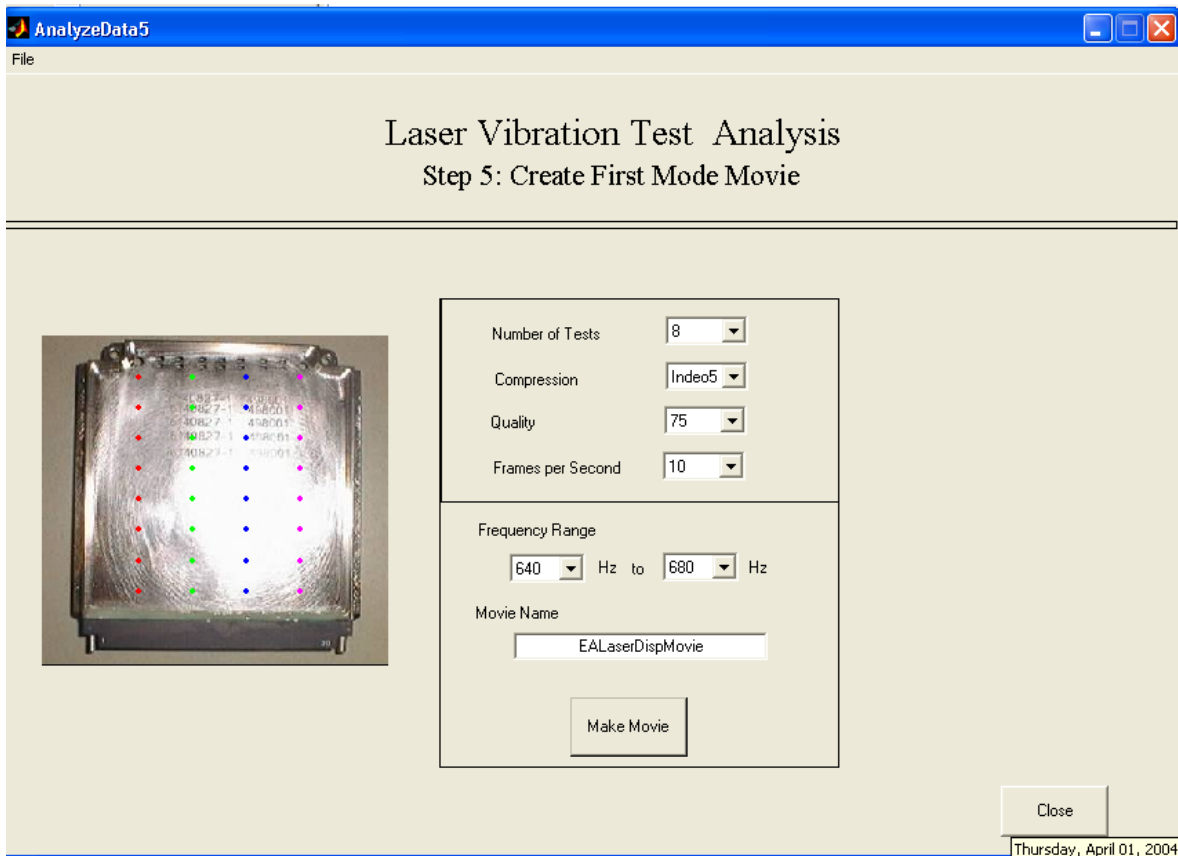 AnalyzeData5
File
Laser Vibration Test Analysis
Step 5: Create First Mode Movie
Number of Tests 8
Compression Indeo5
Quality 75
Frames per Second 10
Frequency Range
640 Hz to 680 Hz
Movie Name
EALaserDispMovie
Make Movie
Close
Thursday, April 01, 2004